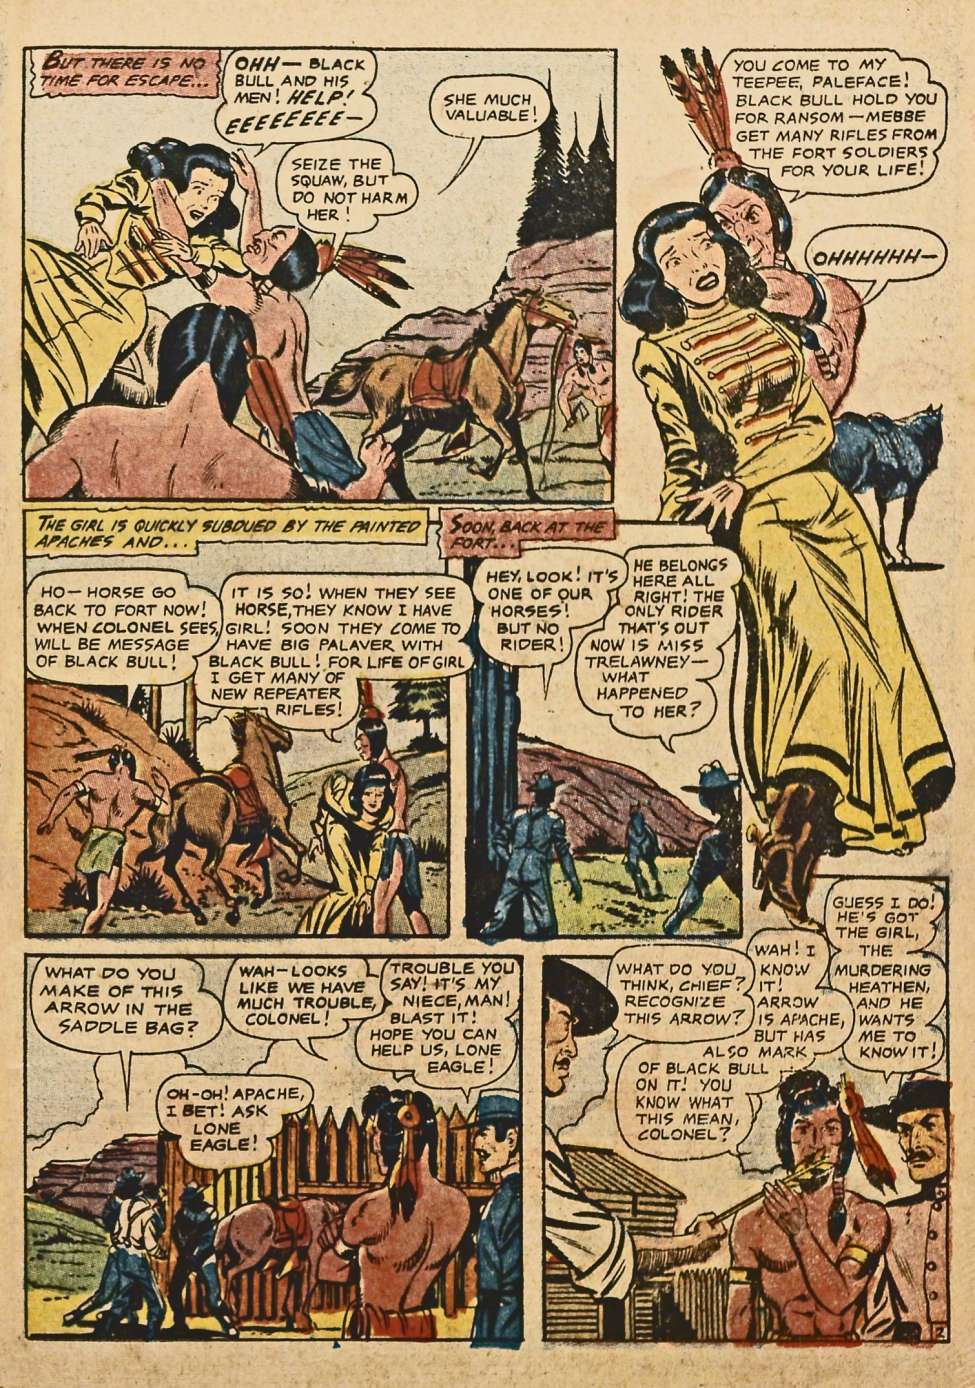 BUT THERE IS NO
TIME FOR ESCAPE...
OHH— BLACK
BULL AND HIS
MEN! HELP!
EEEEEEEE—
SEIZE THE
SQUAW, BUT
DO NOT HARM
HER!
SHE MUCH
VALUABLE!
YOU COME TO MY
TEEPEE, PALEFACE!
BLACK BULL HOLD YOU
FOR RANSOM—MEBBE
GET MANY RIFLES FROM
THE FORT SOLDIERS
FOR YOUR LIFE!
OHHHHHH—
THE GIRL IS QUICKLY SUBDUED BY THE PAINTED
APACHES AND...
HO— HORSE GO
BACK TO FORT NOW!
WHEN COLONEL SEES,
WILL BE MESSAGE
OF BLACK BULL!
IT IS SO! WHEN THEY SEE
HORSE, THEY KNOW I HAVE
GIRL! SOON THEY COME TO
HAVE BIG PALAVER WITH
BLACK BULL! FOR LIFE OF GIRL
I GET MANY OF
NEW REPEATER
RIFLES!
SOON, BACK AT THE
FORT...
HEY, LOOK! IT'S
ONE OF OUR
HORSES!
BUT NO
RIDER!
HE BELONGS
HERE ALL
RIGHT! THE
ONLY RIDER
THAT'S OUT
NOW IS MISS
TRELAWNEY—
WHAT
HAPPENED
TO HER?
WHAT DO YOU
MAKE OF THIS
ARROW IN THE
SADDLE BAG?
OH-OH! APACHE,
I BET! ASK
LONE
EAGLE!
WAH—LOOKS
LIKE WE HAVE
MUCH TROUBLE,
COLONEL!
TROUBLE YOU
SAY! IT'S MY
NIECE, MAN!
BLAST IT!
HOPE YOU CAN
HELP US, LONE
EAGLE!
WHAT DO YOU
THINK, CHIEF?
RECOGNIZE
THIS ARROW?
WAH! I
KNOW
IT!
ARROW
IS APACHE,
BUT HAS
ALSO MARK
OF BLACK BULL
ON IT! YOU
KNOW WHAT
THIS MEAN,
COLONEL?
GUESS I DO!
HE'S GOT
THE GIRL,
THE
MURDERING
HEATHEN,
AND HE
WANTS
ME TO
KNOW IT!
2